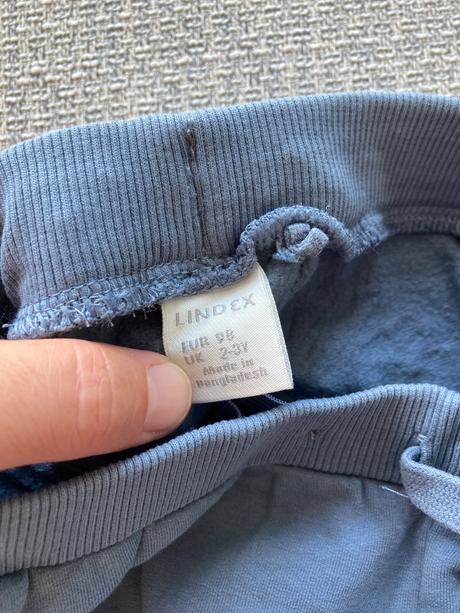 LINDEX
EUR 98
UK 2-3Y
Made in
Bangladesh